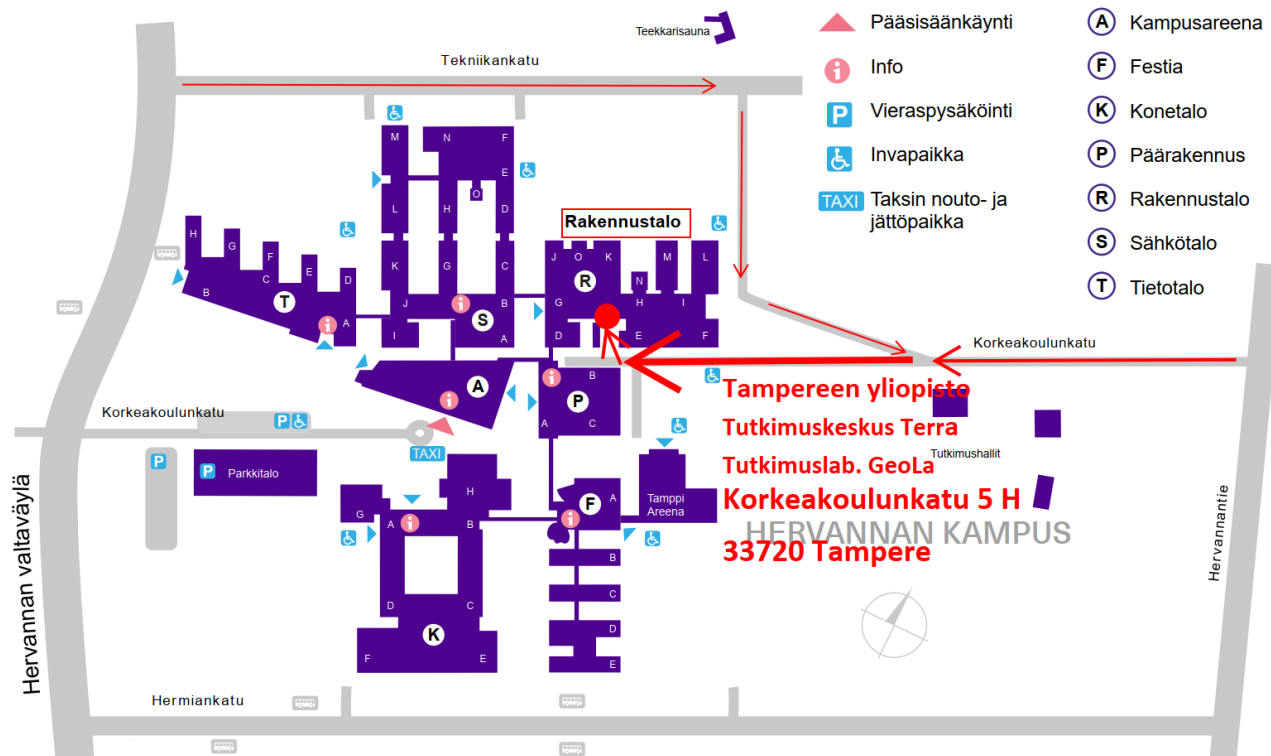 Teekkarisauna
Tekniikankatu
Pääsisäänkäynti
Info
Vieraspysäköinti
Invapaikka
TAXI Taksin nouto- ja
jättöpaikka
A Kampusareena
F Festia
K Konetalo
P Päärakennus
R Rakennustalo
S Sähkötalo
T Tietotalo
i
P
M
N
F
E
O
L
H
D
Rakennustalo
H
G
F
E
C
D
B
T
A
i
K
G
C
J
i
B
S
I
A
J
O
K
R
M
L
N
G
H
I
D
E
F
Korkeakoulunkatu
A
i
i
B
P
A
C
Tampereen yliopisto
Tutkimuskeskus Terra
Tutkimushallit
Tutkimuslab. GeoLa
Korkeakoulunkatu 5 H
HERVANNAN KAMPUS
33720 Tampere
Korkeakoulunkatu
P
TAXI
P
P Parkkitalo
H
G
A
i
B
F
A
i
Tamppi
Areena
B
C
D
E
D
C
K
F
E
Hervannan valtaväylä
Hervannantie
Hermiankatu